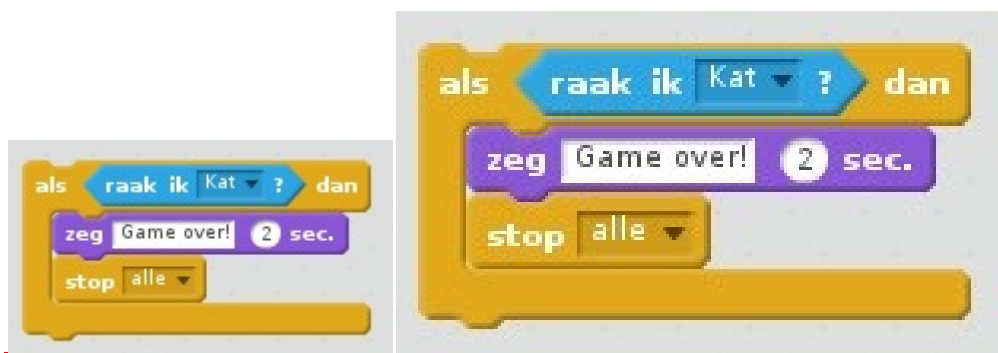 als raak ik Kat ? dan
zeg Game over! 2 sec.
stop alle
als raak ik Kat ? dan
zeg Game over! 2 sec.
stop alle